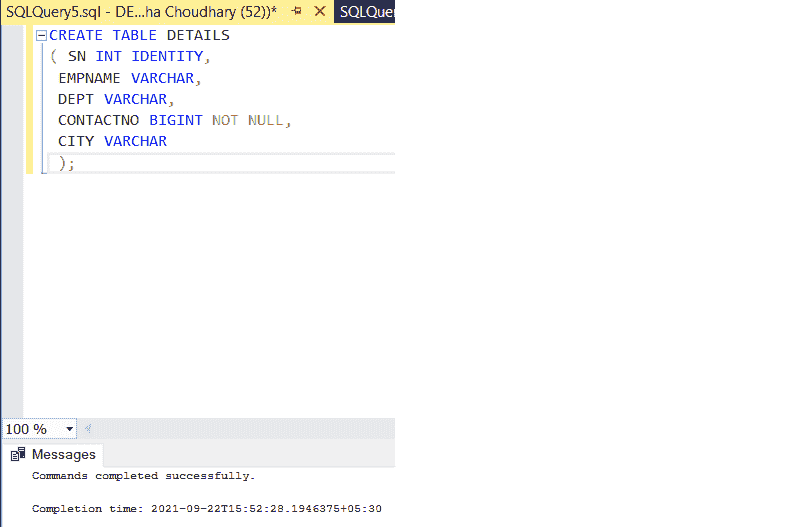 SQLQuery5.sql - DE...ha Choudhary (52))* SQLQuer
CREATE TABLE DETAILS
( SN INT IDENTITY,
EMPNAME VARCHAR,
DEPT VARCHAR,
CONTACTNO BIGINT NOT NULL,
CITY VARCHAR
);
100 %
Messages
Commands completed successfully.
Completion time: 2021-09-22T15:52:28.1946375+05:30